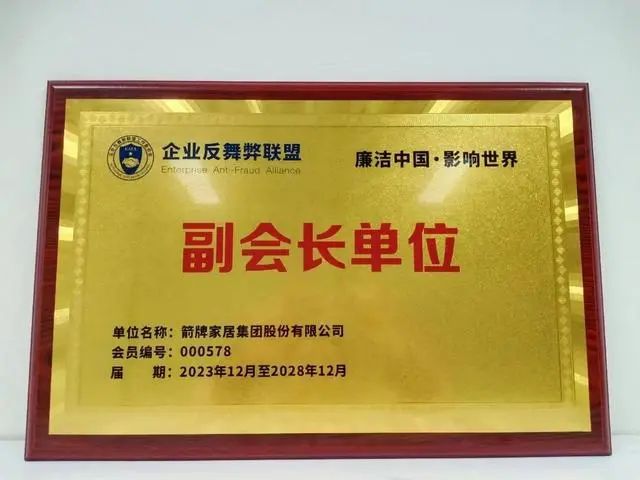 企业反舞弊联盟
Enterprise Anti-Fraud Alliance
廉洁中国·影响世界
副会长单位
单位名称：箭牌家居集团股份有限公司
会员编号：000578
届 期：2023年12月至2028年12月